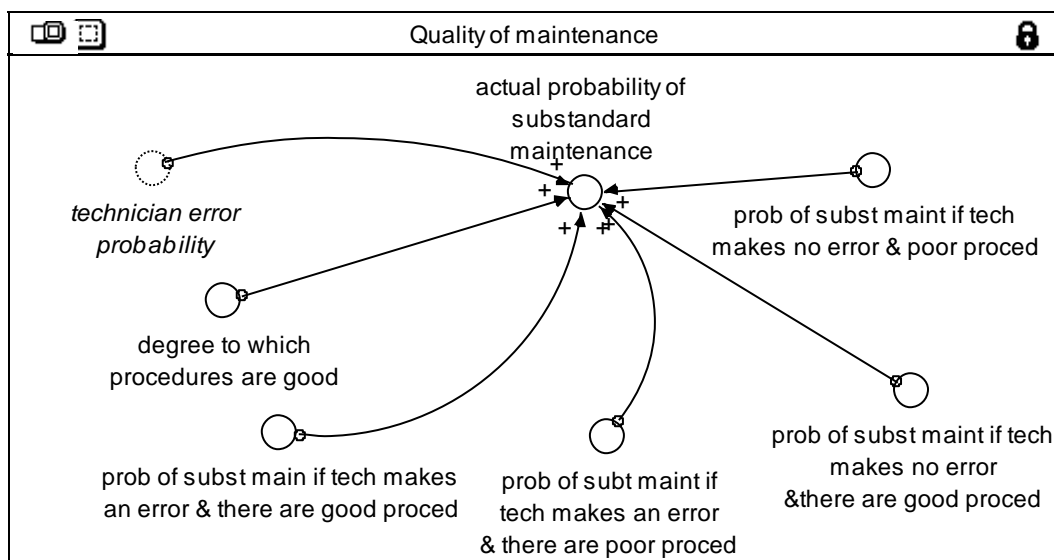 Quality of maintenance
actual probability of
substandard
maintenance
+
+
+
+
+
+
technician error
probability
prob of subst maint if tech
makes no error & poor proced
degree to which
procedures are good
prob of subst main if tech makes
an error & there are good proced
prob of subt maint if
tech makes an error
& there are poor proced
prob of subst maint if tech
makes no error
&there are good proced